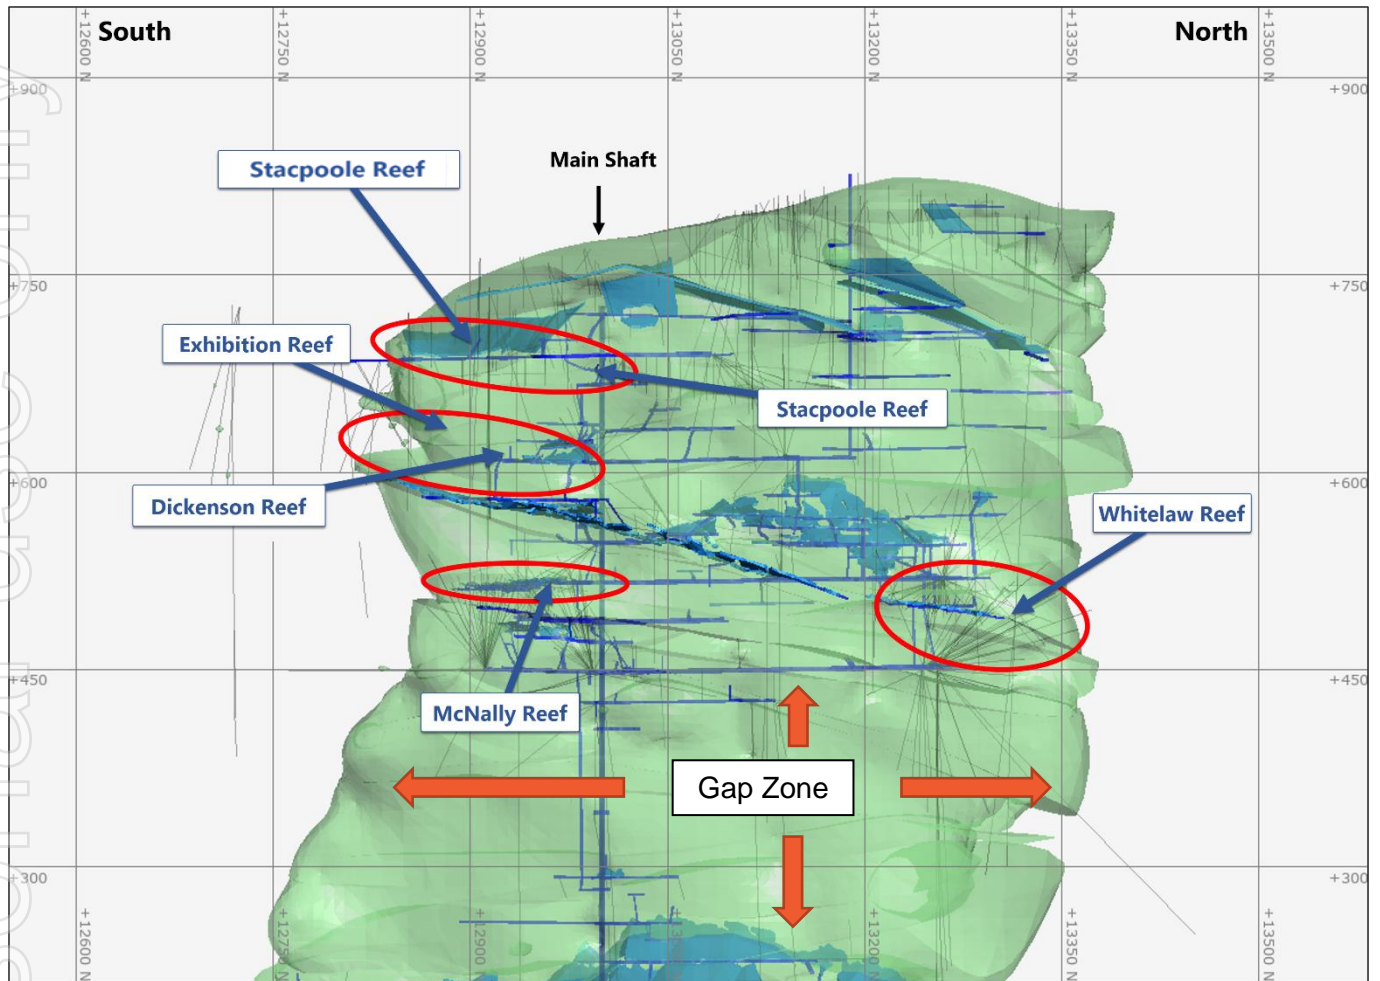 South
North
+12600 N
+12750 N
+12900 N
+13050 N
+13200 N
+13350 N
+13500 N
+900
+900
Stacpoole Reef
Main Shaft
+750
+750
Exhibition Reef
Stacpoole Reef
+600
+600
Dickenson Reef
Whitelaw Reef
+450
+450
McNally Reef
Gap Zone
+300
+300
+12600 N
+12750 N
+12900 N
+13200 N
+13350 N
+13500 N